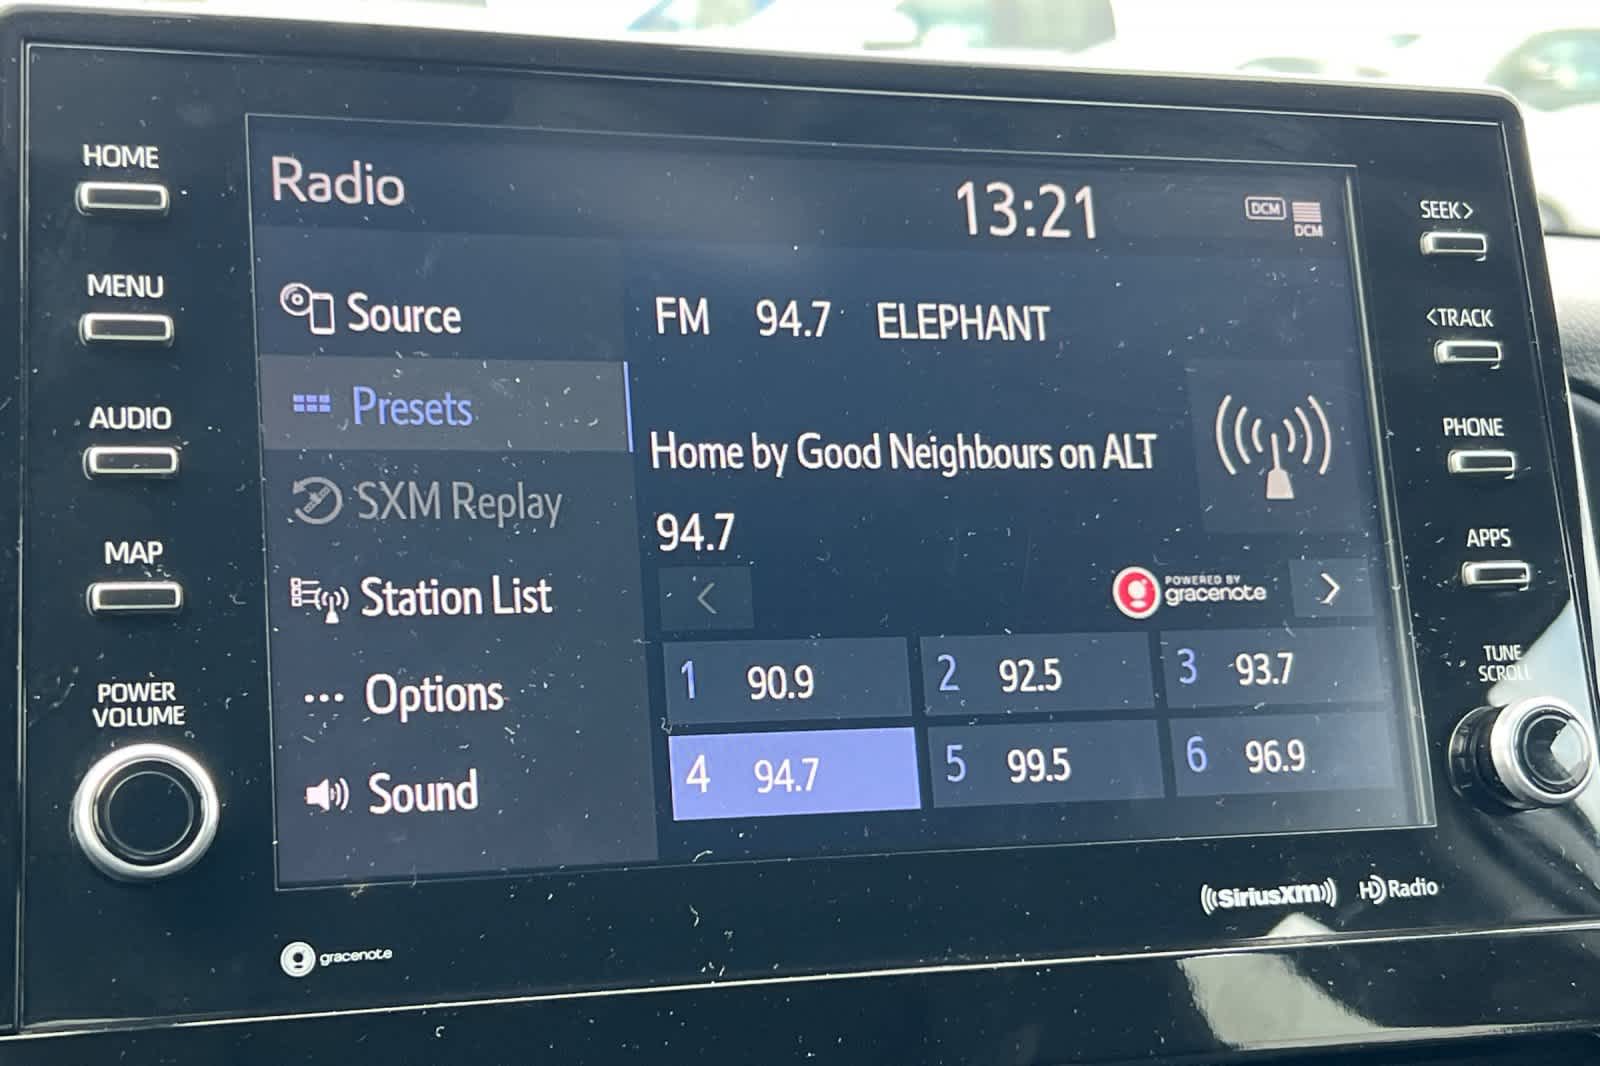 HOME
MENU
AUDIO
MAP
POWER
VOLUME
Radio
13:21
DCM
DCM
Source
Presets
SXM Replay
Station List
Options
Sound
FM 94.7 ELEPHANT
Home by Good Neighbours on ALT
94.7
<
POWERED BY
gracenote
>
1 90.9
2 92.5
3 93.7
4 94.7
5 99.5
6 96.9
SEEK>
<TRACK
PHONE
APPS
TUNE
SCROLL
gracenote
((SiriusXM))
HD Radio